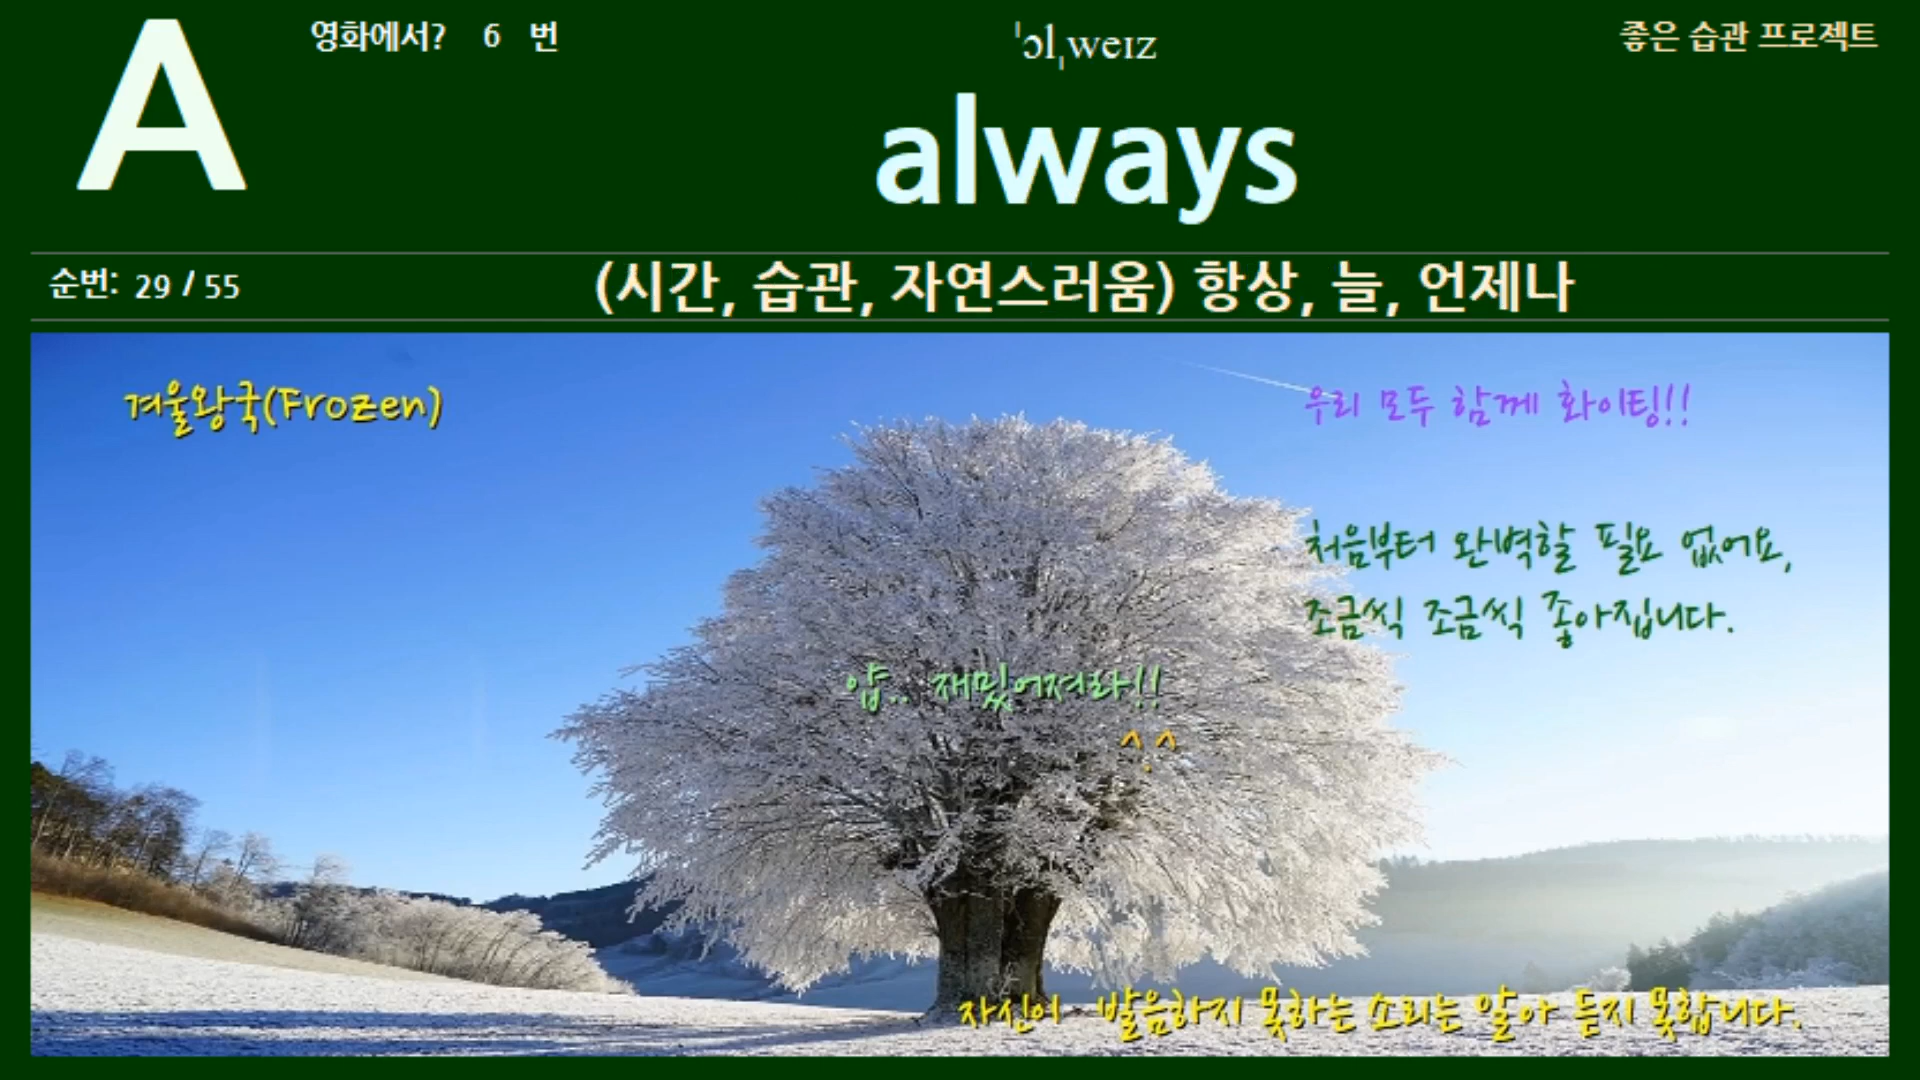 A
영화에서? 6 번
ˈɔlˌweɪz
좋은 습관 프로젝트
always
순번: 29 / 55
(시간, 습관, 자연스러움) 항상, 늘, 언제나
겨울왕국(Frozen)
우리 모두 함께 화이팅!!
처음부터 완벽할 필요 없어요,
조금씩 조금씩 좋아집니다.
얍.. 재밌어져라!!
^.^
자신이 발음하지 못하는 소리는 알아 듣지 못합니다.